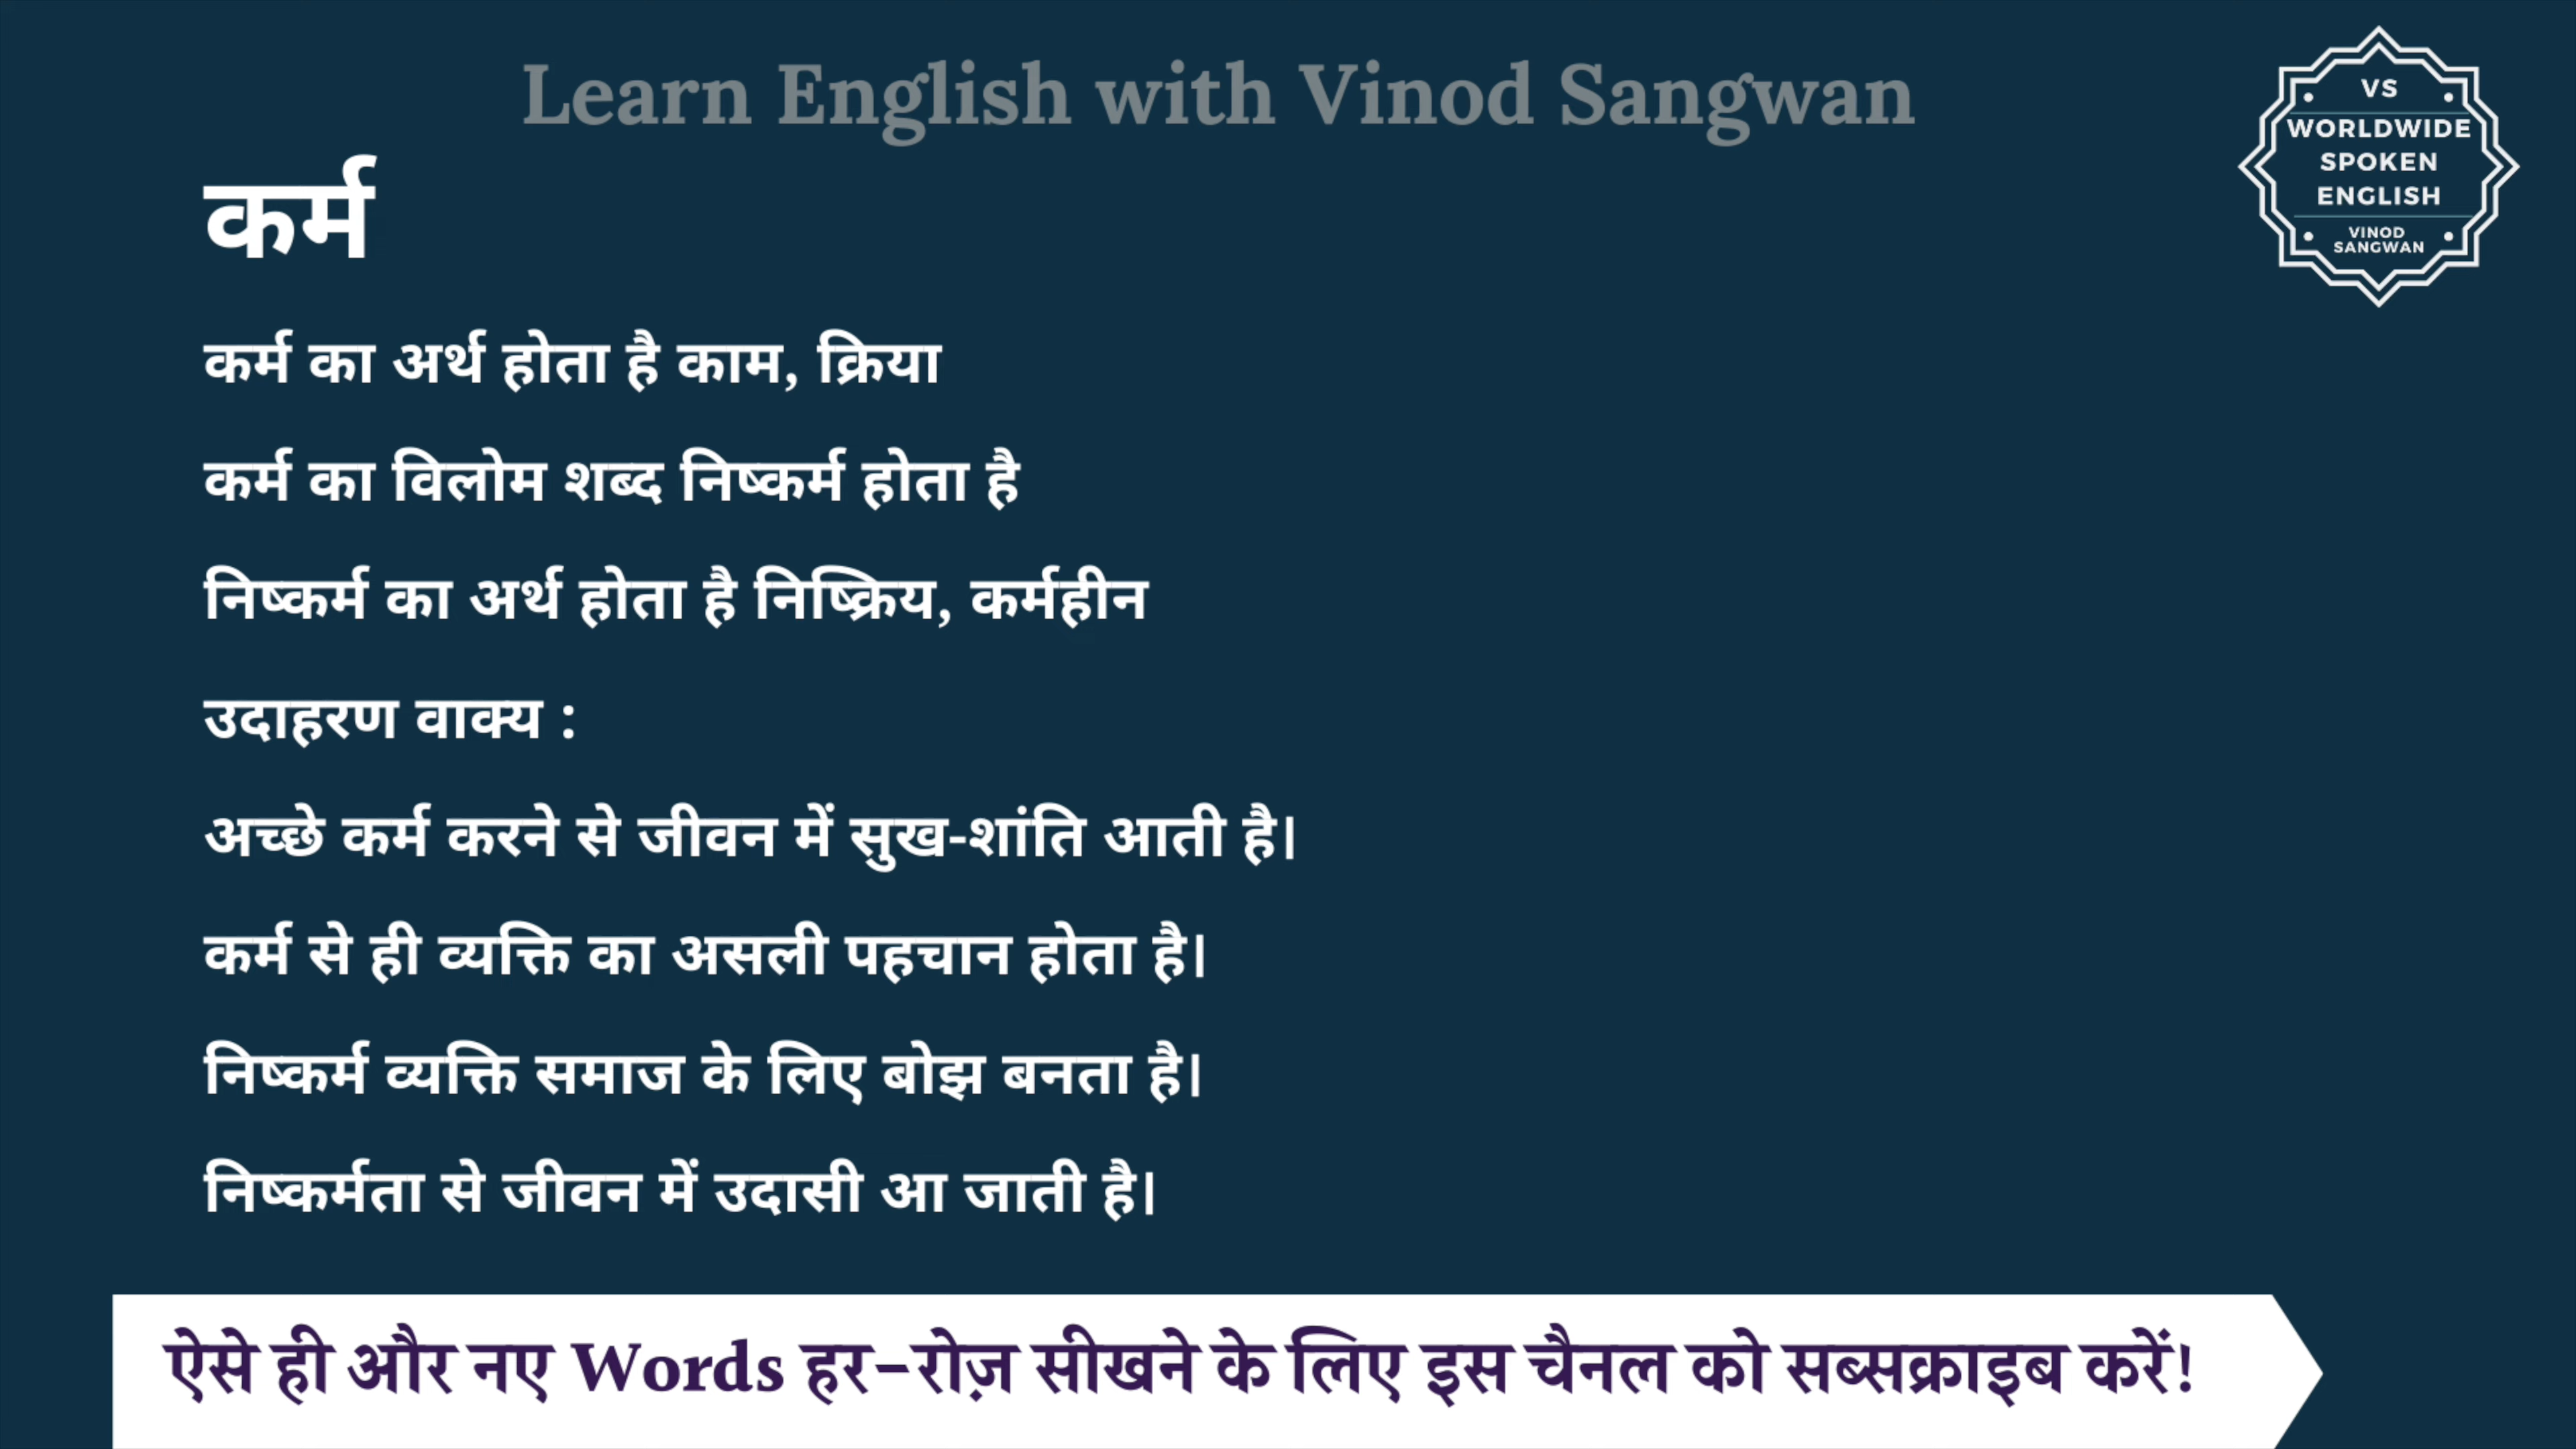 Learn English with Vinod Sangwan
VS
WORLDWIDE
SPOKEN
ENGLISH
VINOD
SANGWAN
कर्म
कर्म का अर्थ होता है काम, क्रिया
कर्म का विलोम शब्द निष्कर्म होता है
निष्कर्म का अर्थ होता है निष्क्रिय, कर्महीन
उदाहरण वाक्य :
अच्छे कर्म करने से जीवन में सुख-शांति आती है।
कर्म से ही व्यक्ति का असली पहचान होता है।
निष्कर्म व्यक्ति समाज के लिए बोझ बनता है।
निष्कर्मता से जीवन में उदासी आ जाती है।
ऐसे ही और नए Words हर-रोज़ सीखने के लिए इस चैनल को सब्सक्राइब करें!